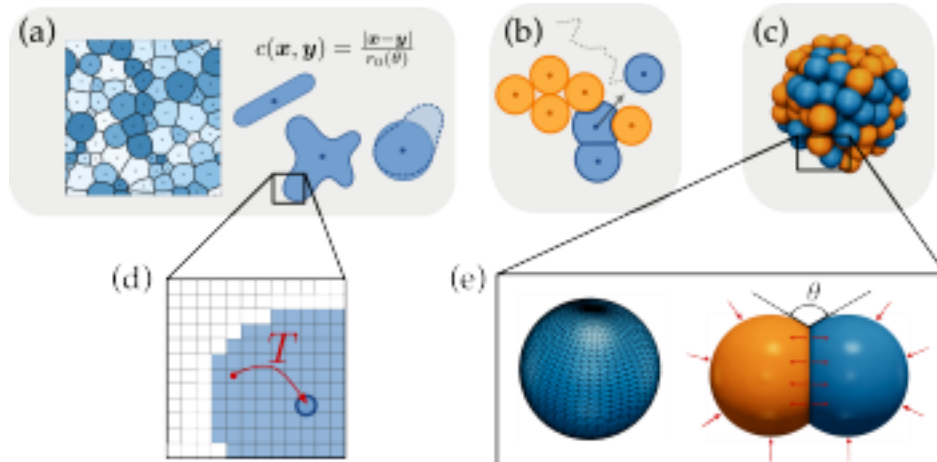 (a)
c(x, y) = |x−y| / r₀(θ)
(b)
(c)
(d)
T
(e)
θ